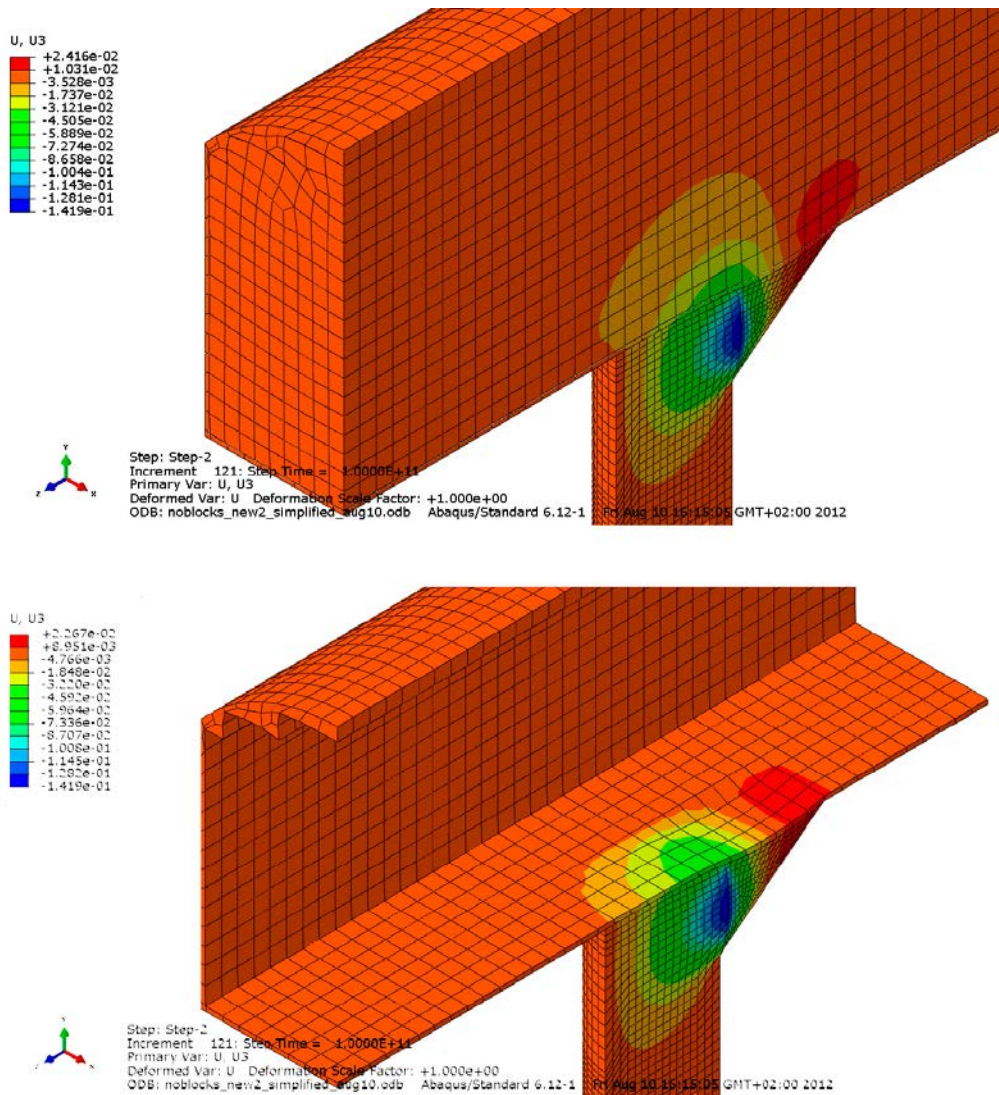 U, U3
+2.416e-02
+1.031e-02
-3.528e-03
-1.737e-02
-3.121e-02
-4.505e-02
-5.889e-02
-7.274e-02
-8.658e-02
-1.004e-01
-1.143e-01
-1.281e-01
-1.419e-01
Y
Z
X
Step: Step-2
Increment 121: Step Time = 1.0000E+11
Primary Var: U, U3
Deformed Var: U Deformation Scale Factor: +1.000e+00
ODB: noblocks_new2_simplified_aug10.odb Abaqus/Standard 6.12-1 Fri Aug 10 16:15:05 GMT+02:00 2012
U, U3
+2.267e-02
+8.951e-03
-4.766e-03
-1.848e-02
-3.220e-02
-4.592e-02
-5.964e-02
-7.336e-02
-8.707e-02
-1.008e-01
-1.145e-01
-1.282e-01
-1.419e-01
Y
X
Step: Step-2
Increment 121: Step Time = 1.0000E+11
Primary Var: U, U3
Deformed Var: U Deformation Scale Factor: +1.000e+00
ODB: noblocks_new2_simplified_aug10.odb Abaqus/Standard 6.12-1 Fri Aug 10 16:15:05 GMT+02:00 2012